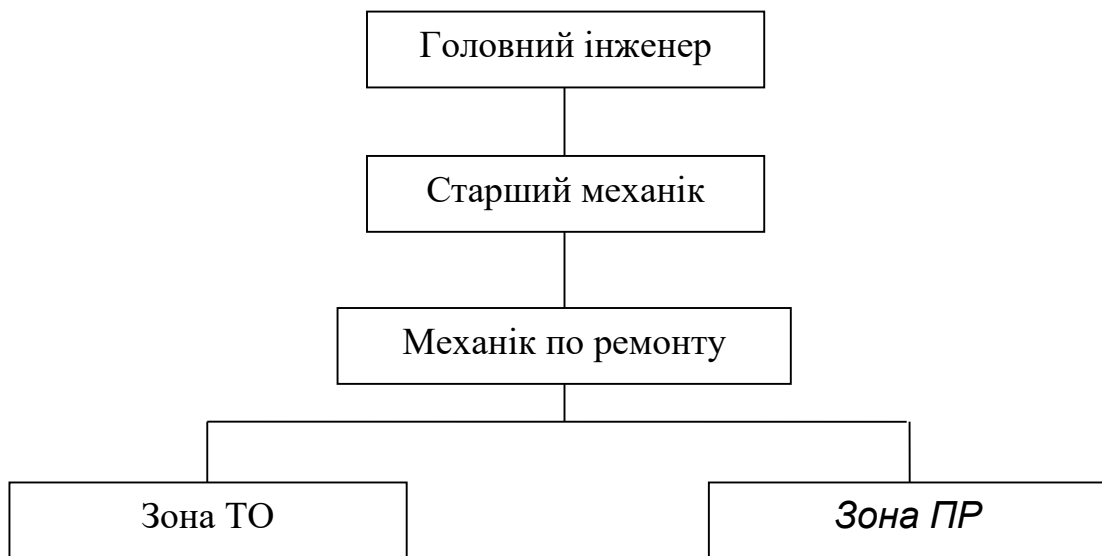 Головний інженер
Старший механік
Механік по ремонту
Зона ТО
Зона ПР